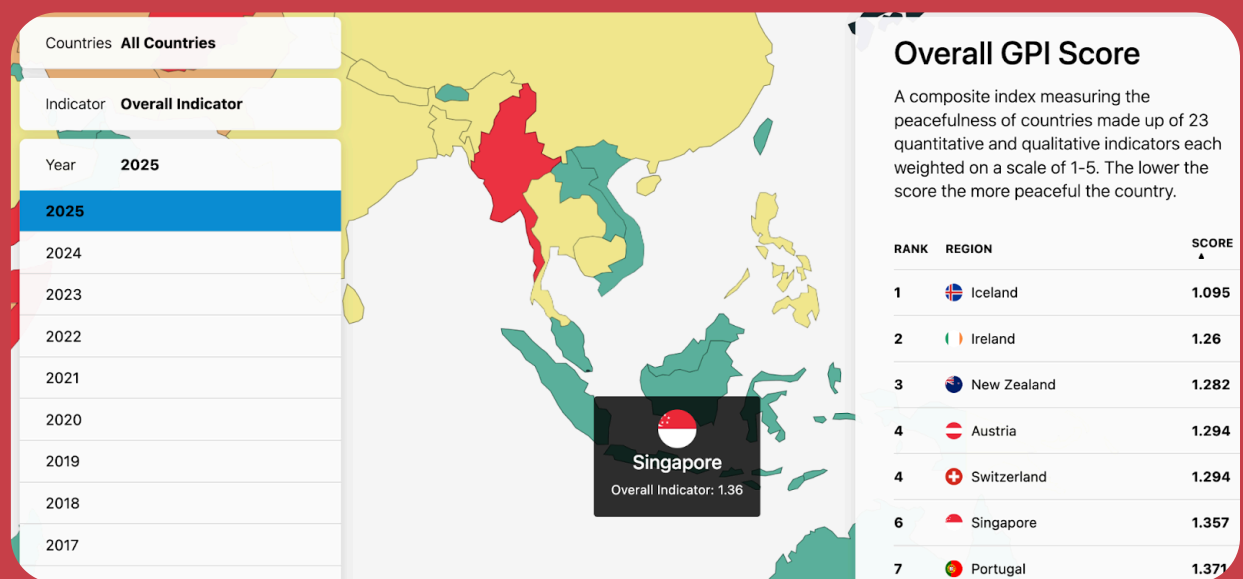 Countries All Countries
Indicator Overall Indicator
Year 2025
2025
2024
2023
2022
2021
2020
2019
2018
2017
Singapore
Overall Indicator: 1.36
Overall GPI Score
A composite index measuring the
peacefulness of countries made up of 23
quantitative and qualitative indicators each
weighted on a scale of 1-5. The lower the
score the more peaceful the country.
RANK REGION SCORE
1 Iceland 1.095
2 Ireland 1.26
3 New Zealand 1.282
4 Austria 1.294
4 Switzerland 1.294
6 Singapore 1.357
7 Portugal 1.371